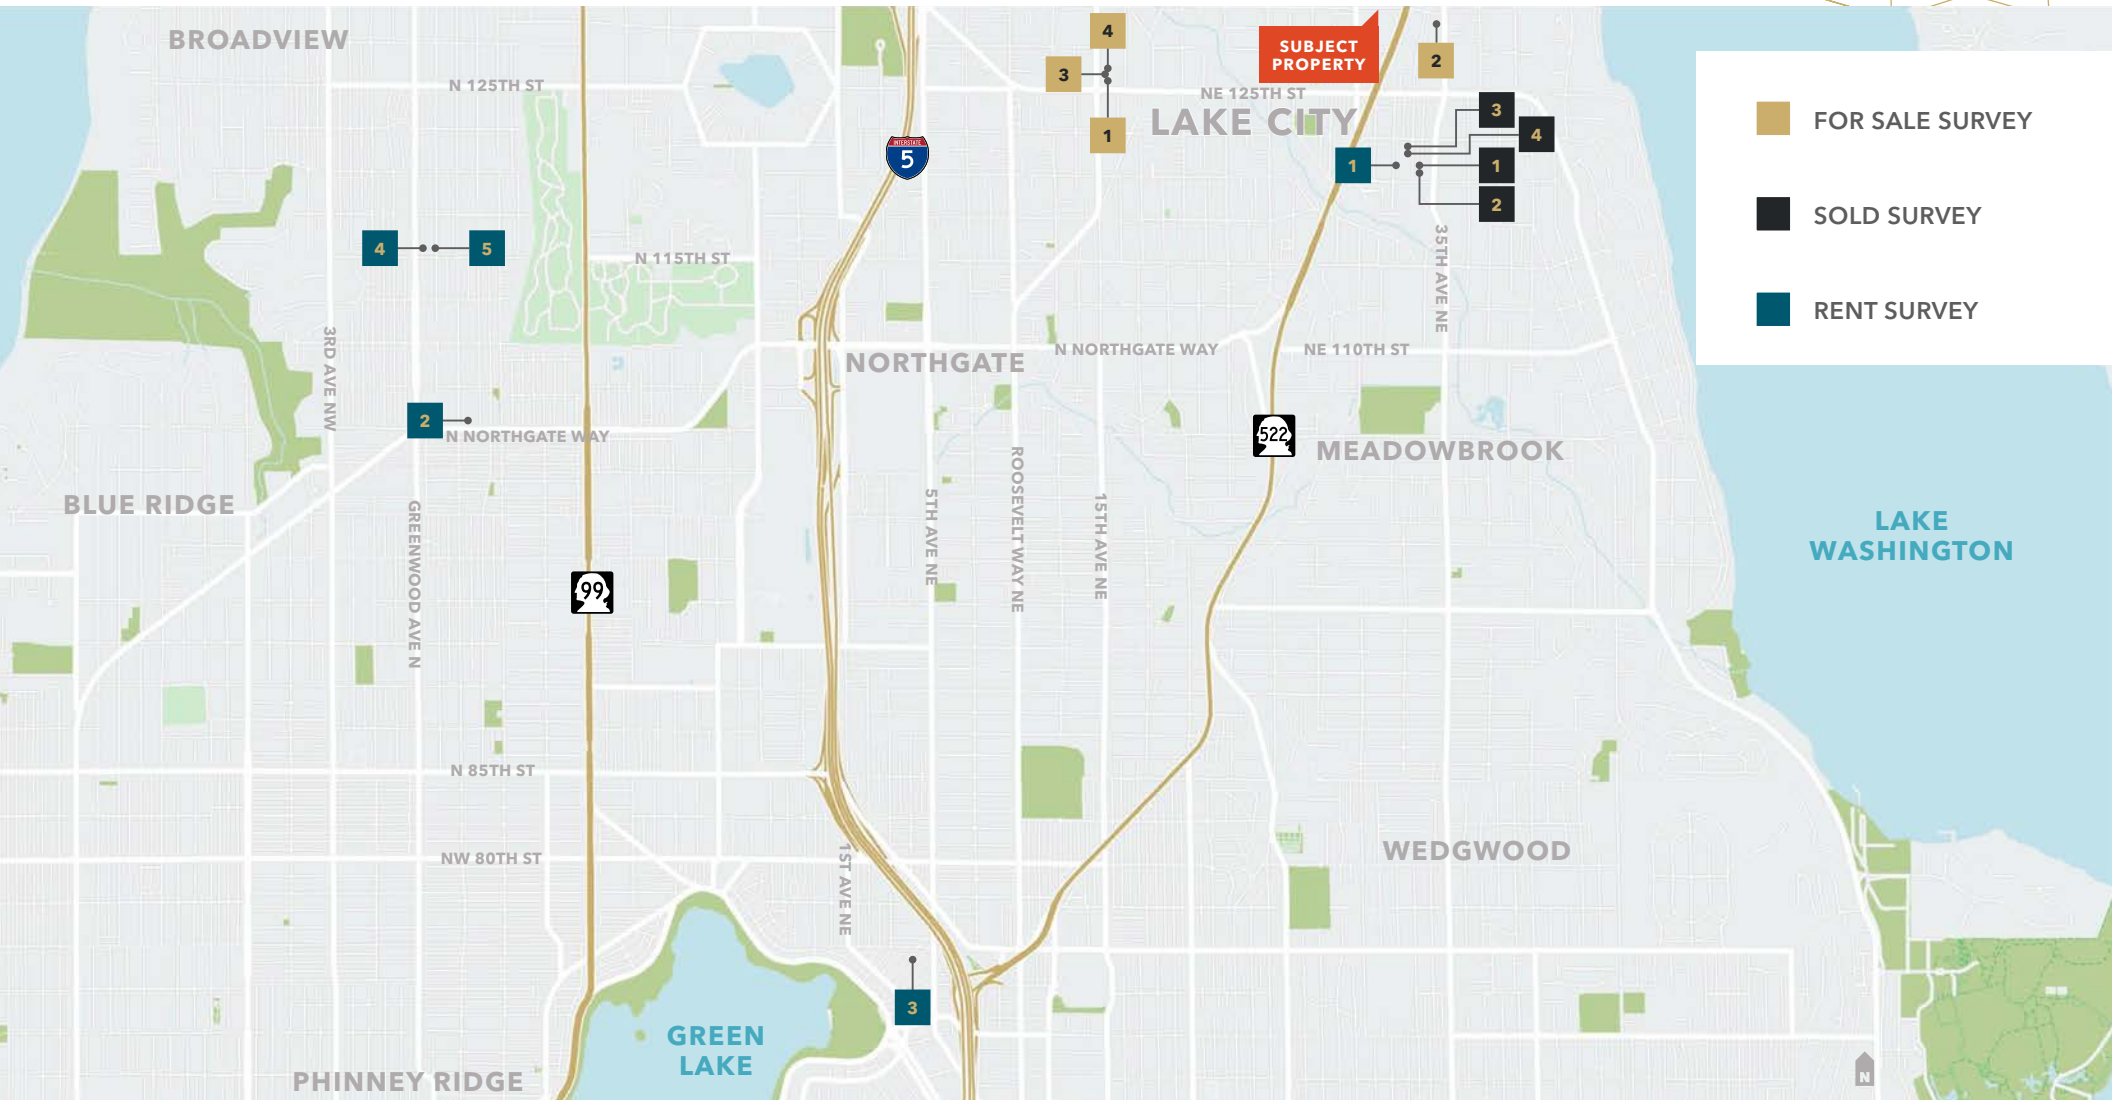 BROADVIEW
4
SUBJECT
PROPERTY
2
3
N 125TH ST
NE 125TH ST
LAKE CITY
1
3
4
1
1
2
INTERSTATE
5
FOR SALE SURVEY
SOLD SURVEY
RENT SURVEY
4
5
N 115TH ST
35TH AVE NE
3RD AVE NW
NORTHGATE
N NORTHGATE WAY
NE 110TH ST
2
N NORTHGATE WAY
522
MEADOWBROOK
BLUE RIDGE
GREENWOOD AVE N
5TH AVE NE
ROOSEVELT WAY NE
15TH AVE NE
LAKE
WASHINGTON
99
N 85TH ST
NW 80TH ST
1ST AVE NE
WEDGWOOD
3
GREEN
LAKE
PHINNEY RIDGE
N